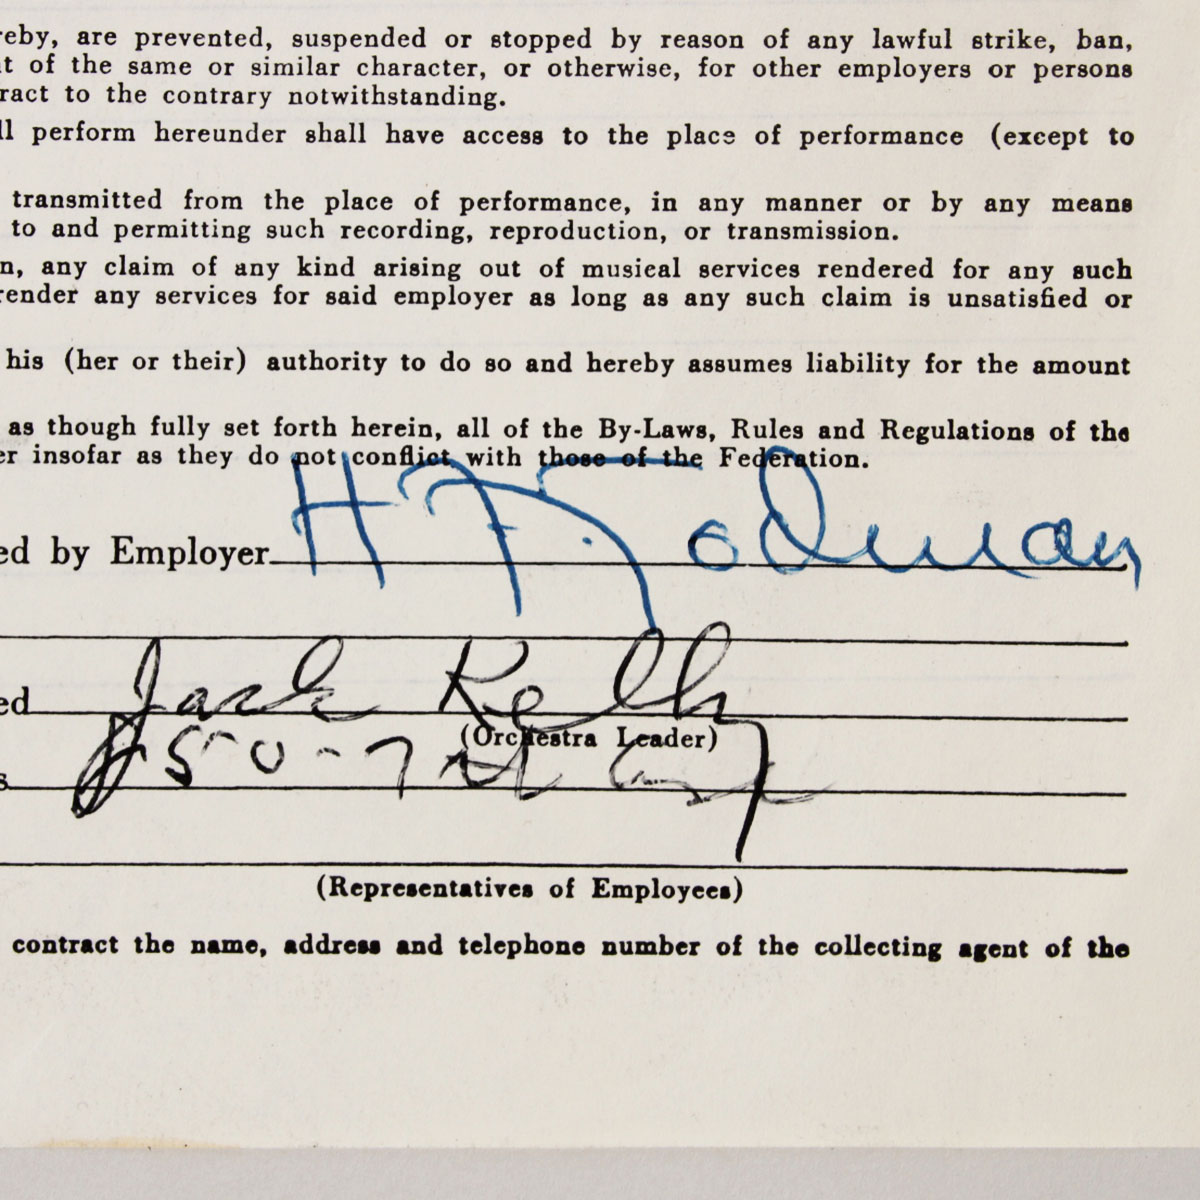 reby, are prevented, suspended or stopped by reason of any lawful strike, ban,
t of the same or similar character, or otherwise, for other employers or persons
ract to the contrary notwithstanding.
ll perform hereunder shall have access to the place of performance (except to
transmitted from the place of performance, in any manner or by any means
to and permitting such recording, reproduction, or transmission.
n, any claim of any kind arising out of musical services rendered for any such
render any services for said employer as long as any such claim is unsatisfied or
his (her or their) authority to do so and hereby assumes liability for the amount
as though fully set forth herein, all of the By-Laws, Rules and Regulations of the
er insofar as they do not conflict with those of the Federation.
ed by Employer
ed Jack Kelly
(Orchestra Leader)
s
(Representatives of Employees)
contract the name, address and telephone number of the collecting agent of the